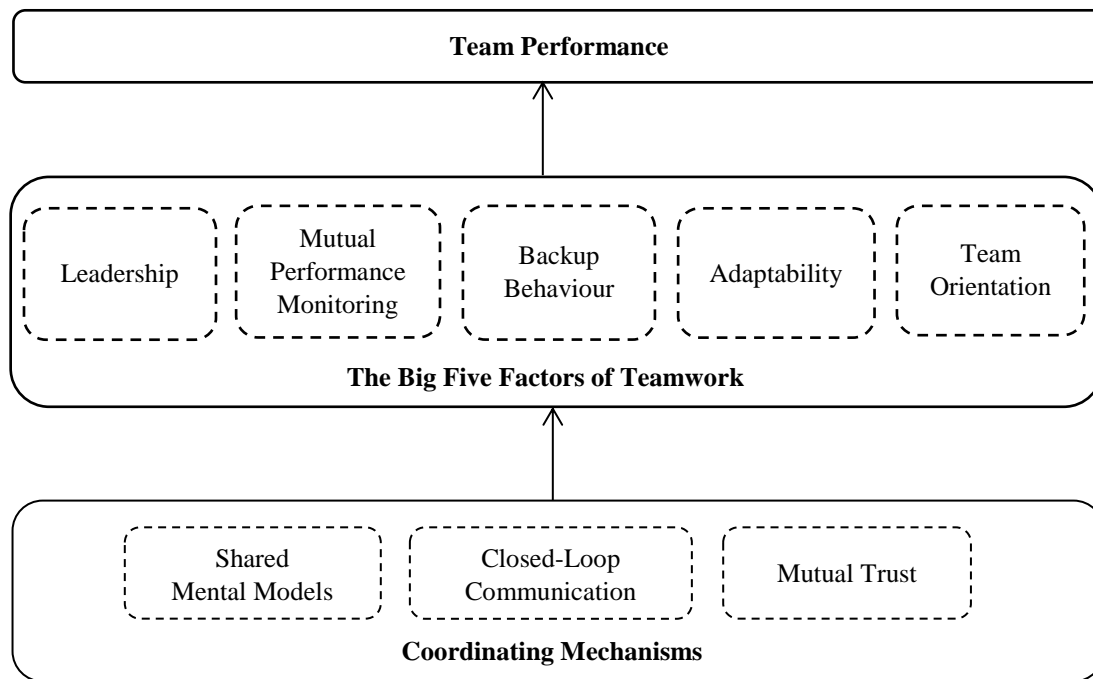 Team Performance
Leadership
Mutual
Performance
Monitoring
Backup
Behaviour
Adaptability
Team
Orientation
The Big Five Factors of Teamwork
Shared
Mental Models
Closed-Loop
Communication
Mutual Trust
Coordinating Mechanisms